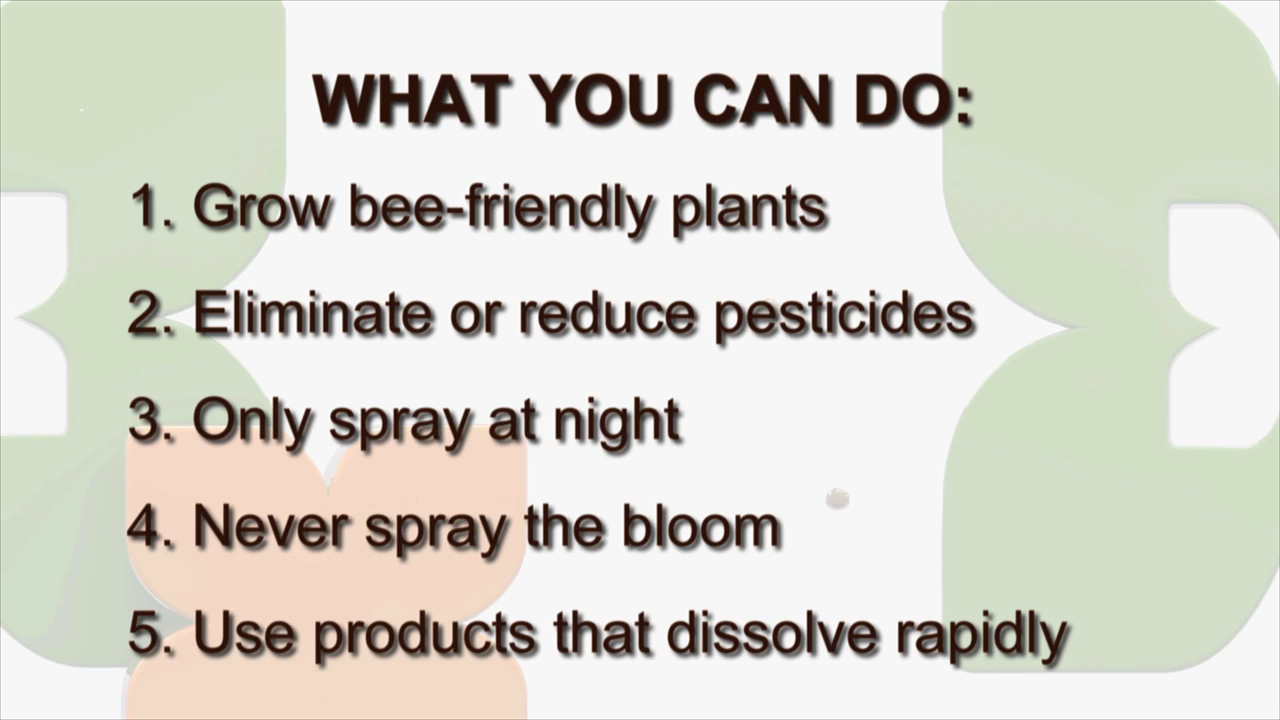 WHAT YOU CAN DO:
1. Grow bee-friendly plants
2. Eliminate or reduce pesticides
3. Only spray at night
4. Never spray the bloom
5. Use products that dissolve rapidly